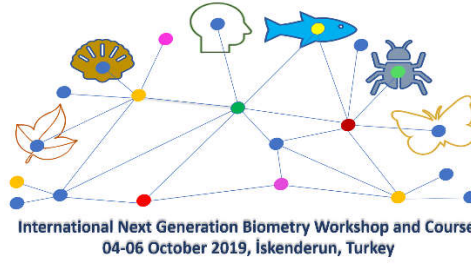 International Next Generation Biometry Workshop and Course
04-06 October 2019, İskenderun, Turkey